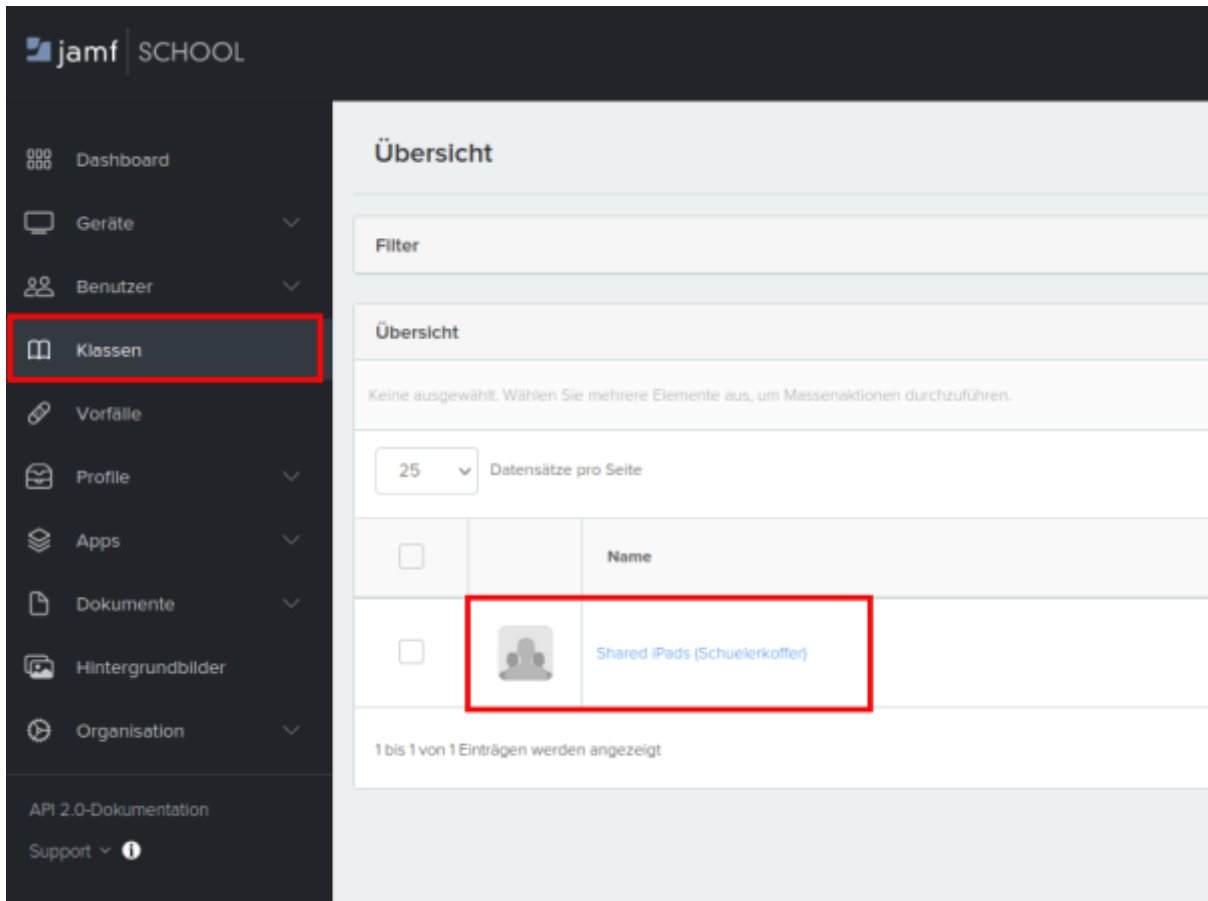 jamf SCHOOL
Dashboard
Geräte
Benutzer
Klassen
Vorfälle
Profile
Apps
Dokumente
Hintergrundbilder
Organisation
API 2.0-Dokumentation
Support
Übersicht
Filter
Übersicht
Keine ausgewählt. Wählen Sie mehrere Elemente aus, um Massenaktionen durchzuführen.
25 Datensätze pro Seite
Name
Shared iPads (Schuelerkoffer)
1 bis 1 von 1 Einträgen werden angezeigt